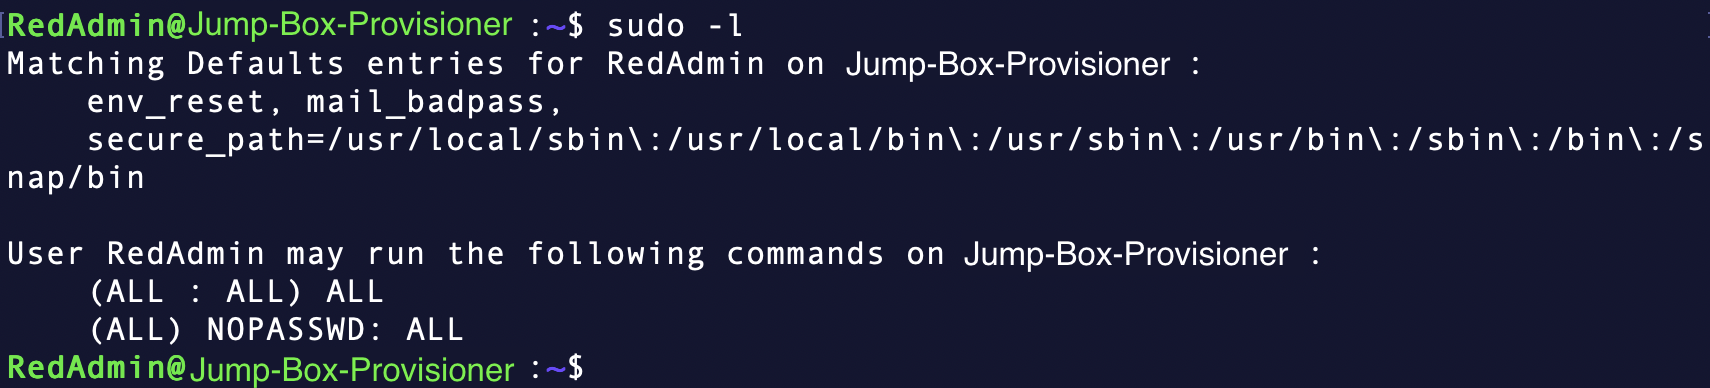 RedAdmin@Jump-Box-Provisioner :~$ sudo -l
Matching Defaults entries for RedAdmin on Jump-Box-Provisioner :
    env_reset, mail_badpass,
    secure_path=/usr/local/sbin\:/usr/local/bin\:/usr/sbin\:/usr/bin\:/sbin\:/bin\:/s
nap/bin

User RedAdmin may run the following commands on Jump-Box-Provisioner :
    (ALL : ALL) ALL
    (ALL) NOPASSWD: ALL
RedAdmin@Jump-Box-Provisioner :~$